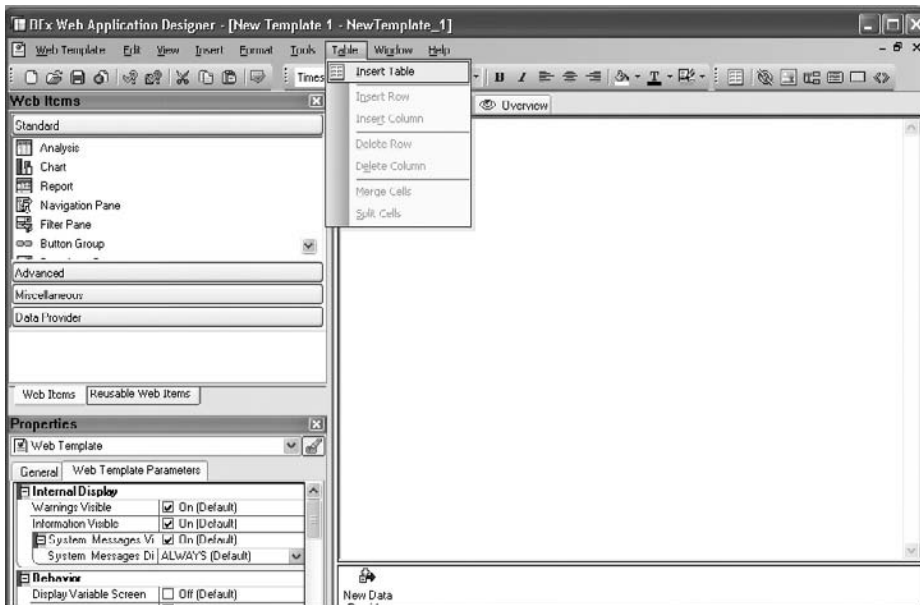 BEx Web Application Designer - [New Template 1 - NewTemplate_1]
Web Template Edit View Insert Format Tools Table Window Help
Times
B I T
Insert Table
Insert Row
Insert Column
Delete Row
Delete Column
Merge Cells
Split Cells
Overview
Web Items
Standard
Analysis
Chart
Report
Navigation Pane
Filter Pane
Button Group
Advanced
Miscellaneous
Data Provider
Web Items Reusable Web Items
Properties
Web Template
General Web Template Parameters
Internal Display
Warnings Visible On (Default)
Information Visible On (Default)
System Messages Vi On (Default)
System Messages Di ALWAYS (Default)
Behavior
Display Variable Screen Off (Default)
New Data